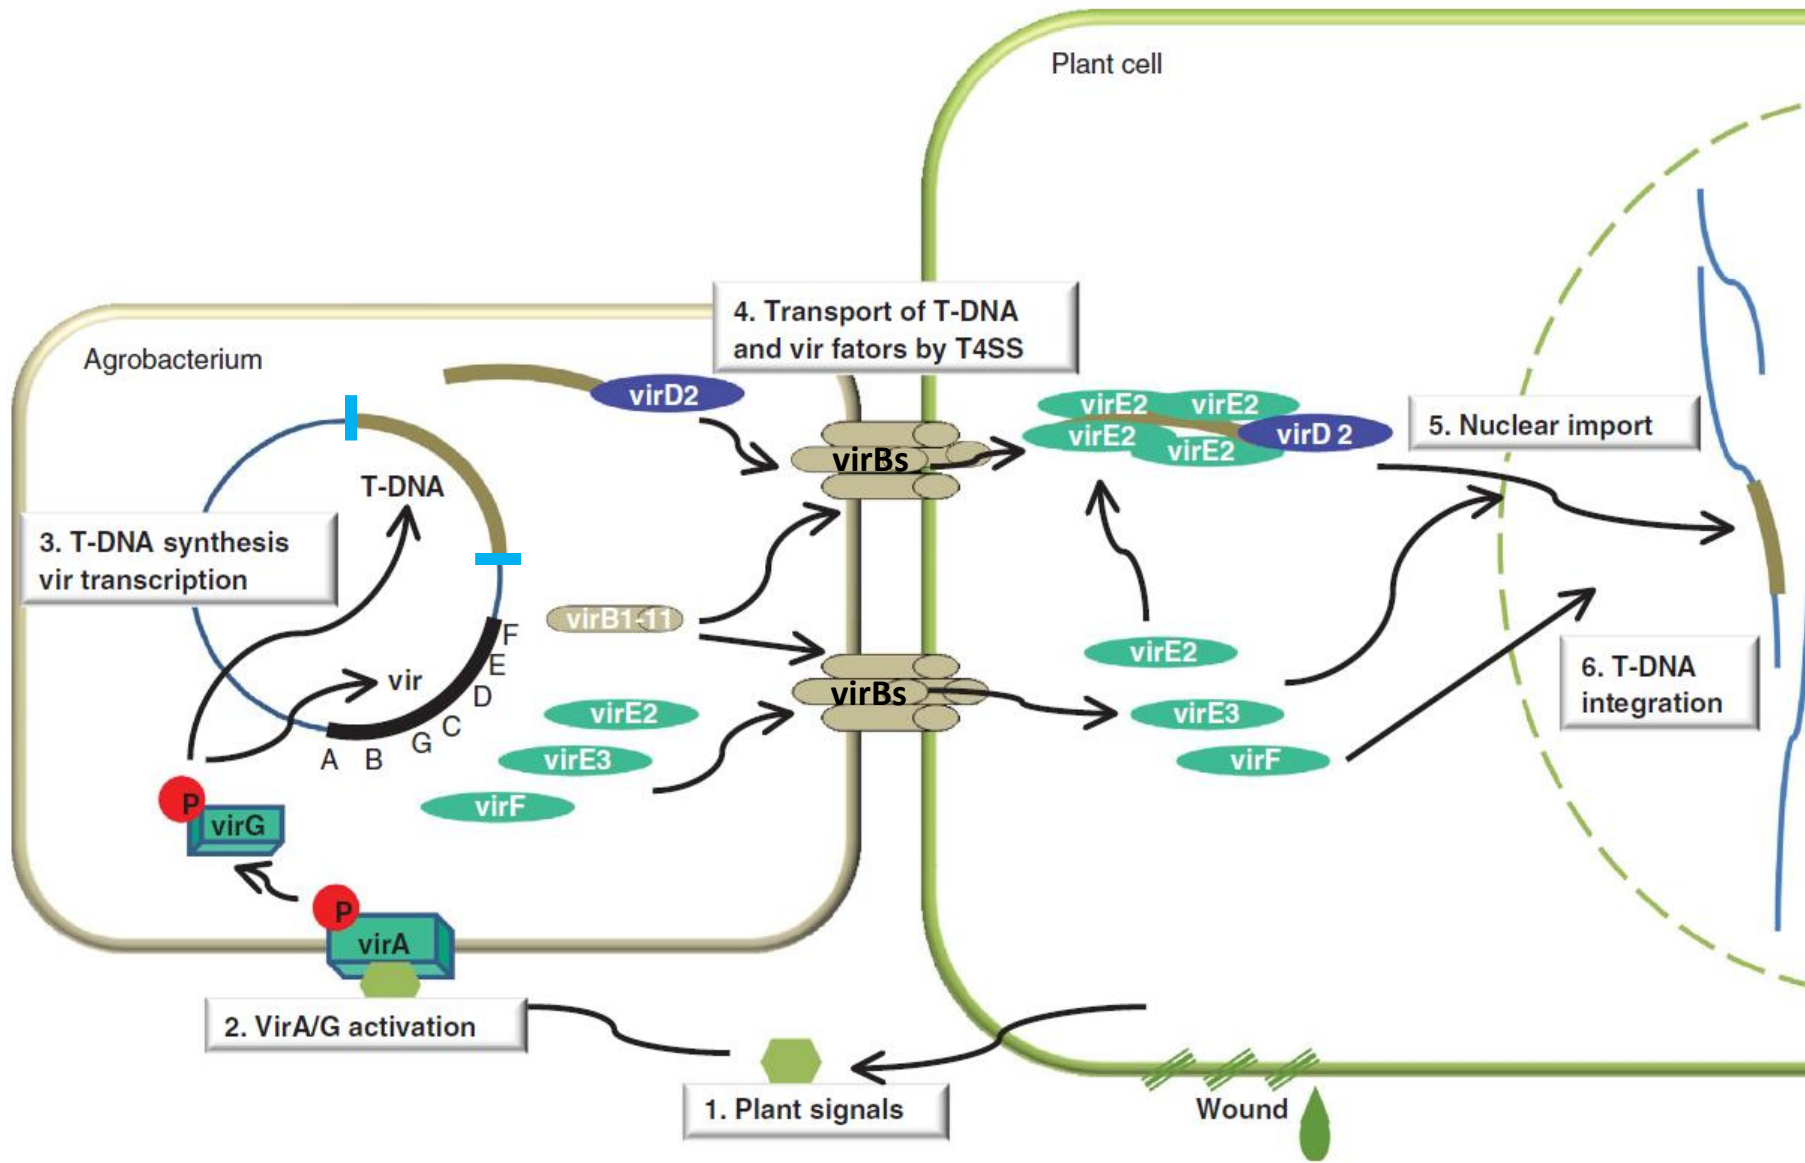 Plant cell
4. Transport of T-DNA
and vir fators by T4SS
Agrobacterium
virD2
virE2
virE2
virE2
virE2
virD 2
5. Nuclear import
virBs
T-DNA
3. T-DNA synthesis
vir transcription
virB1-11
F
E
D
C
G
B
A
vir
virE2
virE3
virF
virBs
virE2
virE3
virF
6. T-DNA
integration
P
virG
P
virA
2. VirA/G activation
1. Plant signals
Wound